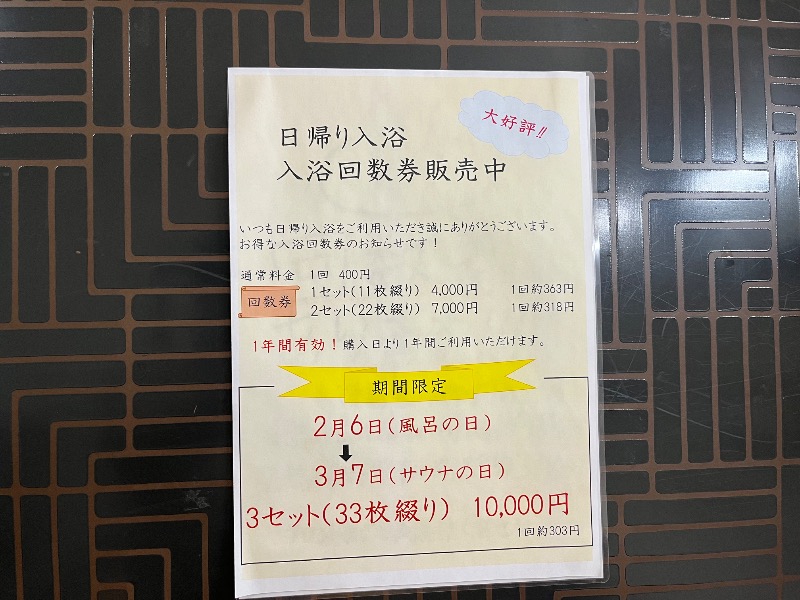 大好評!!
日帰り入浴
入浴回数券販売中
いつも日帰り入浴をご利用いただき誠にありがとうございます。
お得な入浴回数券のお知らせです!
通常料金 1回 400円
回数券 1セット(11枚綴り) 4,000円 1回約363円
2セット(22枚綴り) 7,000円 1回約318円
1年間有効!購入日より1年間ご利用いただけます。
期間限定
2月6日(風呂の日)
3月7日(サウナの日)
3セット(33枚綴り) 10,000円
1回約303円